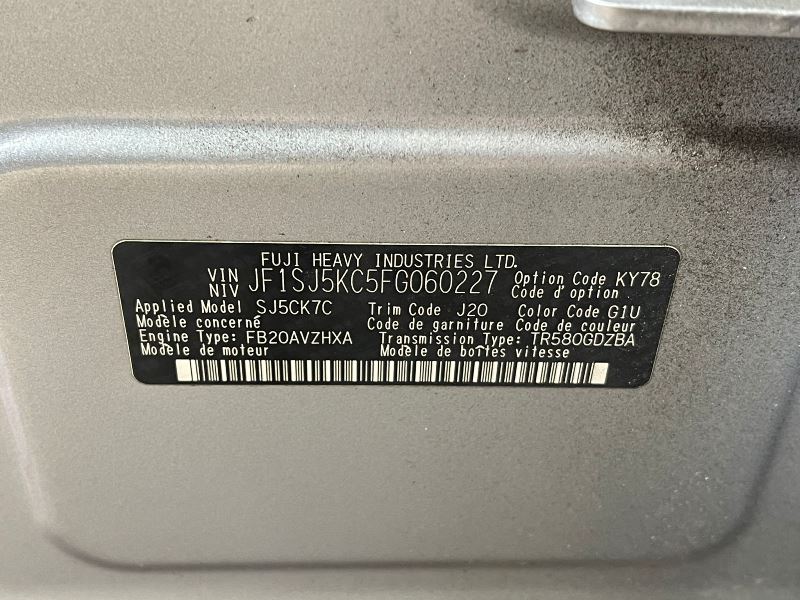 FUJI HEAVY INDUSTRIES LTD.
VIN
NIV JF1SJ5KC5FG060227 Option Code KY78
Code d'option
Applied Model SJ5CK7C Trim Code J20 Color Code G1U
Modèle concerné Code de garniture Code de couleur
Engine Type: FB20AVZHXA Transmission Type: TR580GDZBA
Modèle de moteur Modèle de boîtes vitesse